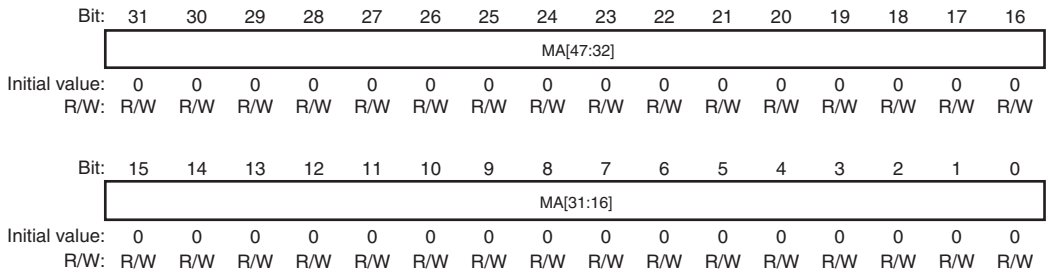 Bit: 31 30 29 28 27 26 25 24 23 22 21 20 19 18 17 16
MA[47:32]
Initial value: 0 0 0 0 0 0 0 0 0 0 0 0 0 0 0 0
R/W: R/W R/W R/W R/W R/W R/W R/W R/W R/W R/W R/W R/W R/W R/W R/W R/W
Bit: 15 14 13 12 11 10 9 8 7 6 5 4 3 2 1 0
MA[31:16]
Initial value: 0 0 0 0 0 0 0 0 0 0 0 0 0 0 0 0
R/W: R/W R/W R/W R/W R/W R/W R/W R/W R/W R/W R/W R/W R/W R/W R/W R/W